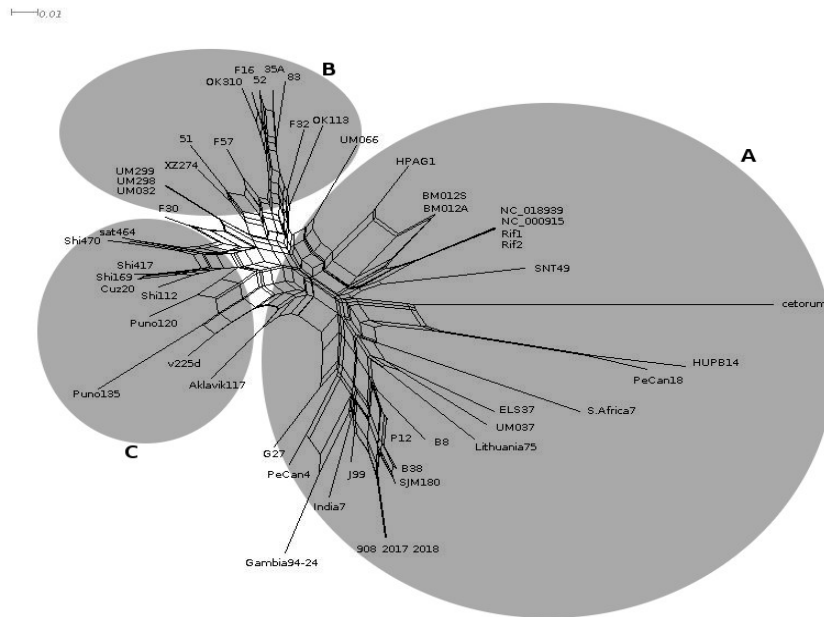 0.01
B
F16
35A
OK310
52
83
F32
OK113
51
F57
UM066
A
HPAG1
XZ274
UM299
UM298
UM032
BM012S
BM012A
F30
NC_018939
NC_000915
Rif1
Rif2
sat464
Shi470
Shi417
SNT49
Shi169
Cuz20
Shi112
cetorum
Puno120
v225d
HUPB14
PeCan18
Puno135
Aklavik117
ELS37
S.Africa7
UM037
P12
B8
Lithuania75
C
G27
PeCan4
J99
B38
SJM180
India7
908 2017 2018
Gambia94-24